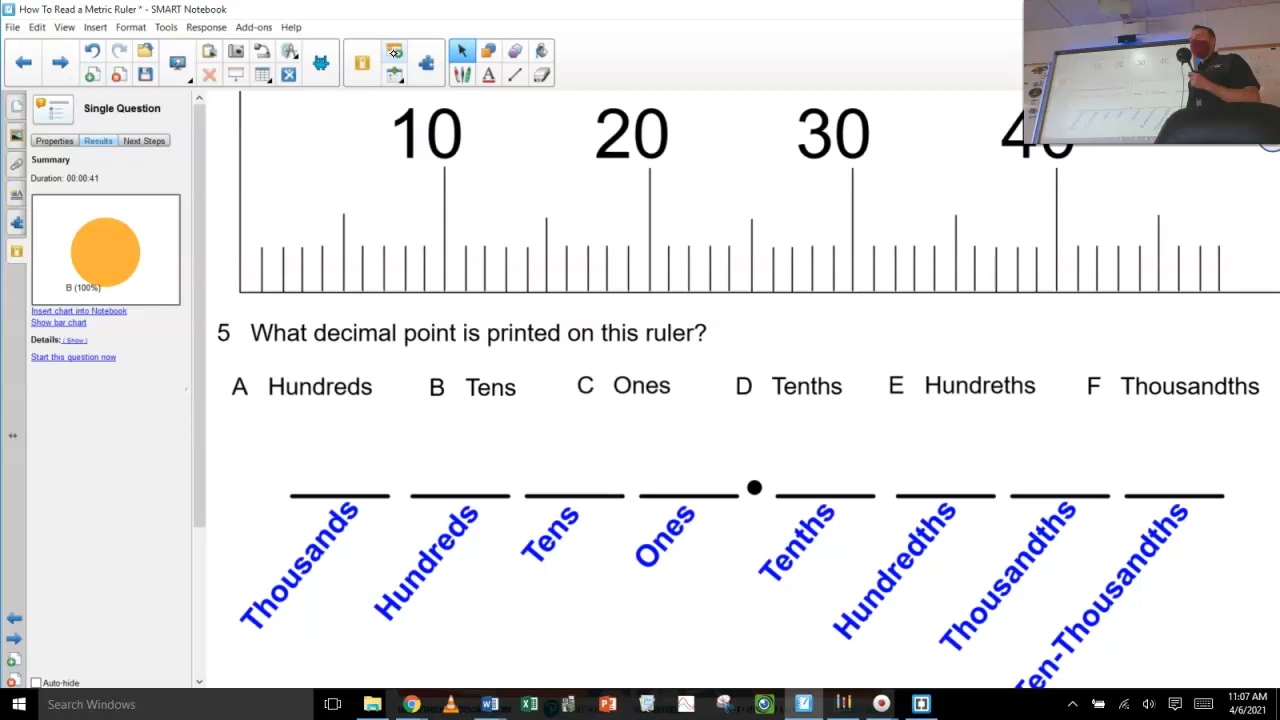 How To Read a Metric Ruler * - SMART Notebook
File Edit View Insert Format Tools Response Add-ons Help
Single Question
Properties Results Next Steps
Summary
Duration: 00:00:41
B (100%)
Insert chart into Notebook
Show bar chart
Details: ( Show )
Start this question now
Auto-hide
10 20 30 40
5 What decimal point is printed on this ruler?
A Hundreds B Tens C Ones D Tenths E Hundreths F Thousandths
Thousands Hundreds Tens Ones . Tenths Hundredths Thousandths Ten-Thousandths
Search Windows
11:07 AM
4/6/2021